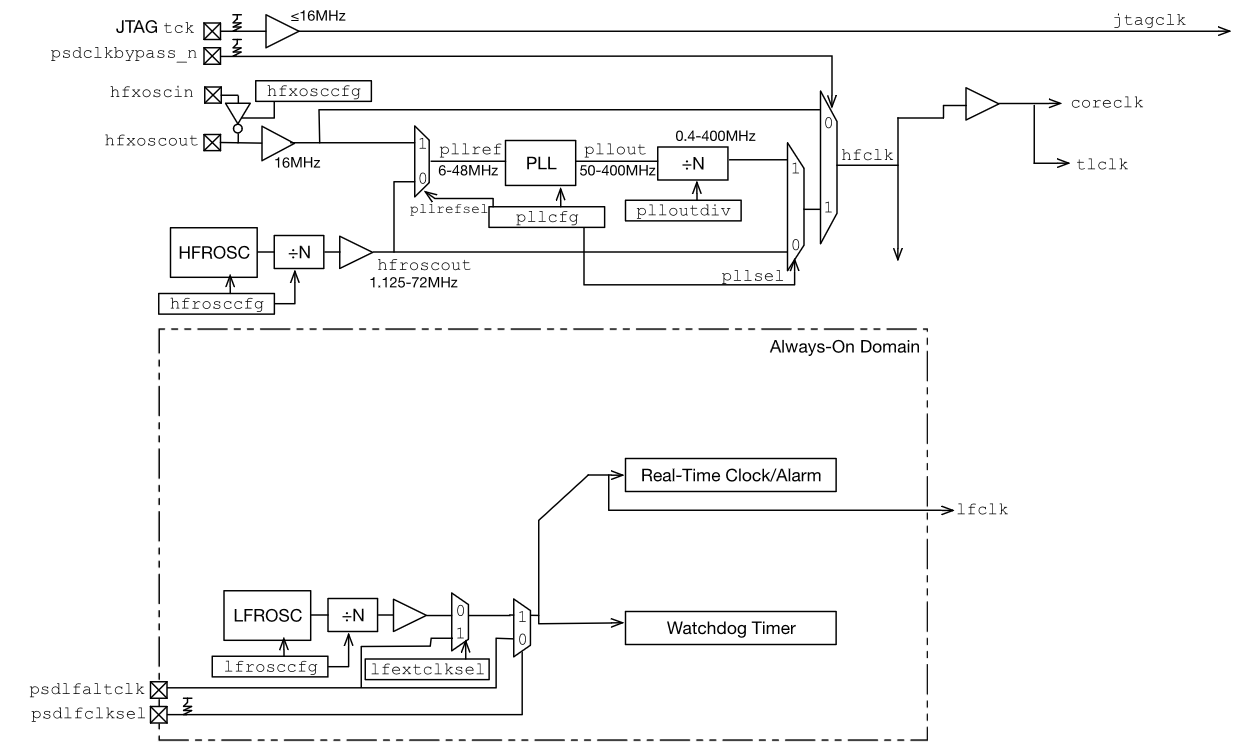 JTAG tck
≤16MHz
jtagclk
psdclkbypass_n
hfxoscin
hfxosccfg
hfxoscout
16MHz
coreclk
tlclk
0
1
0
pllref
6-48MHz
PLL
pllout
50-400MHz
0.4-400MHz
÷N
1
0
hfclk
1
pllrefsel
pllcfg
plloutdiv
HFROSC
÷N
hfroscout
1.125-72MHz
pllsel
hfrosccfg
Always-On Domain
Real-Time Clock/Alarm
lfclk
LFROSC
÷N
0
1
1
0
Watchdog Timer
lfrosccfg
lfextclksel
psdlfaltclk
psdlfclksel